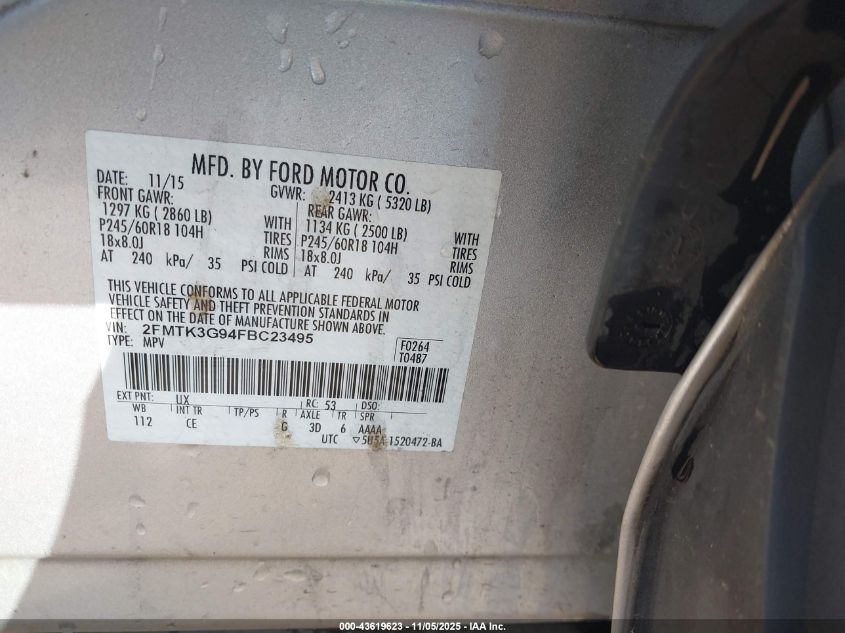 MFD. BY FORD MOTOR CO.
DATE: 11/15 GVWR: 2413 KG ( 5320 LB)
FRONT GAWR: REAR GAWR:
1297 KG ( 2860 LB) WITH 1134 KG ( 2500 LB) WITH
P245/60R18 104H TIRES P245/60R18 104H TIRES
18x8.0J RIMS 18x8.0J RIMS
AT 240 kPa/ 35 PSI COLD AT 240 kPa/ 35 PSI COLD
THIS VEHICLE CONFORMS TO ALL APPLICABLE FEDERAL MOTOR
VEHICLE SAFETY AND THEFT PREVENTION STANDARDS IN
EFFECT ON THE DATE OF MANUFACTURE SHOWN ABOVE.
VIN: 2FMTK3G94FBC23495
TYPE: MPV
F0264
T0487
EXT PNT: UX RC: 53 DSO:
WB INT TR TP/PS R AXLE TR SPR
112 CE G 3D 6 AAAA
UTC ▽5U5A-1520472-BA
000-43619623 - 11/05/2025 - IAA Inc.